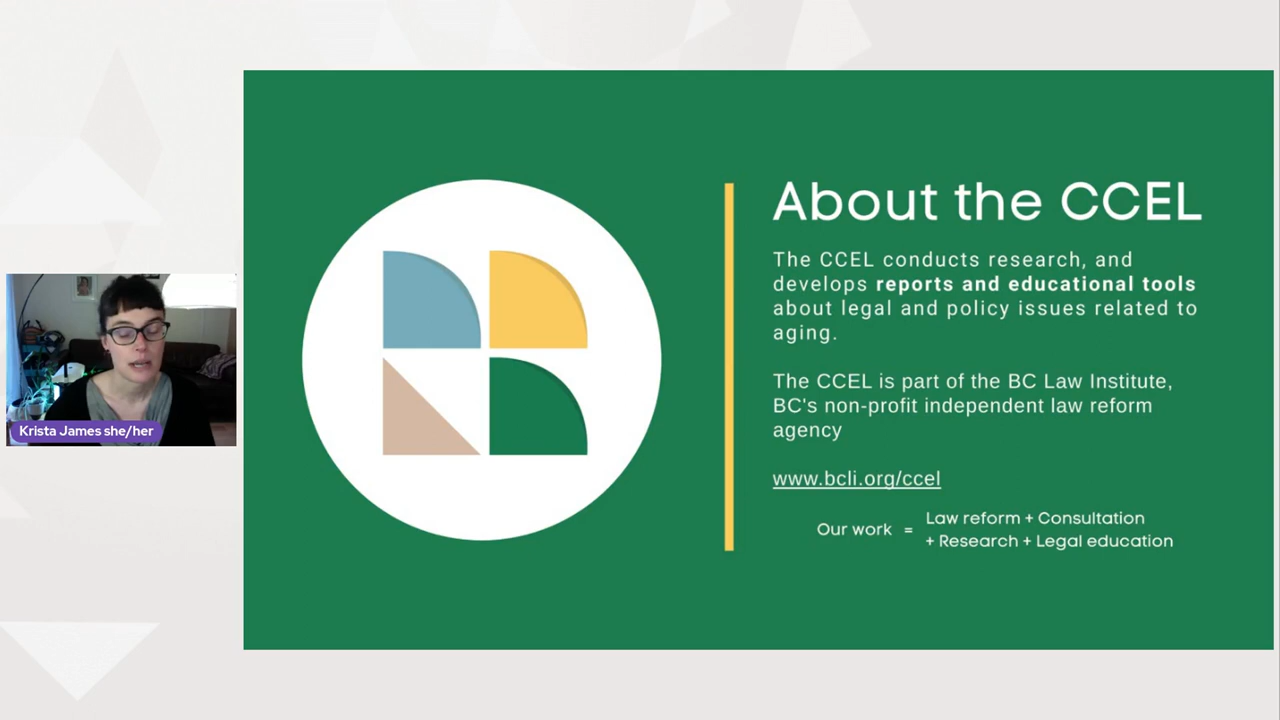 Krista James she/her
About the CCEL
The CCEL conducts research, and
develops reports and educational tools
about legal and policy issues related to
aging.
The CCEL is part of the BC Law Institute,
BC's non-profit independent law reform
agency
www.bcli.org/ccel
Our work = Law reform + Consultation
+ Research + Legal education